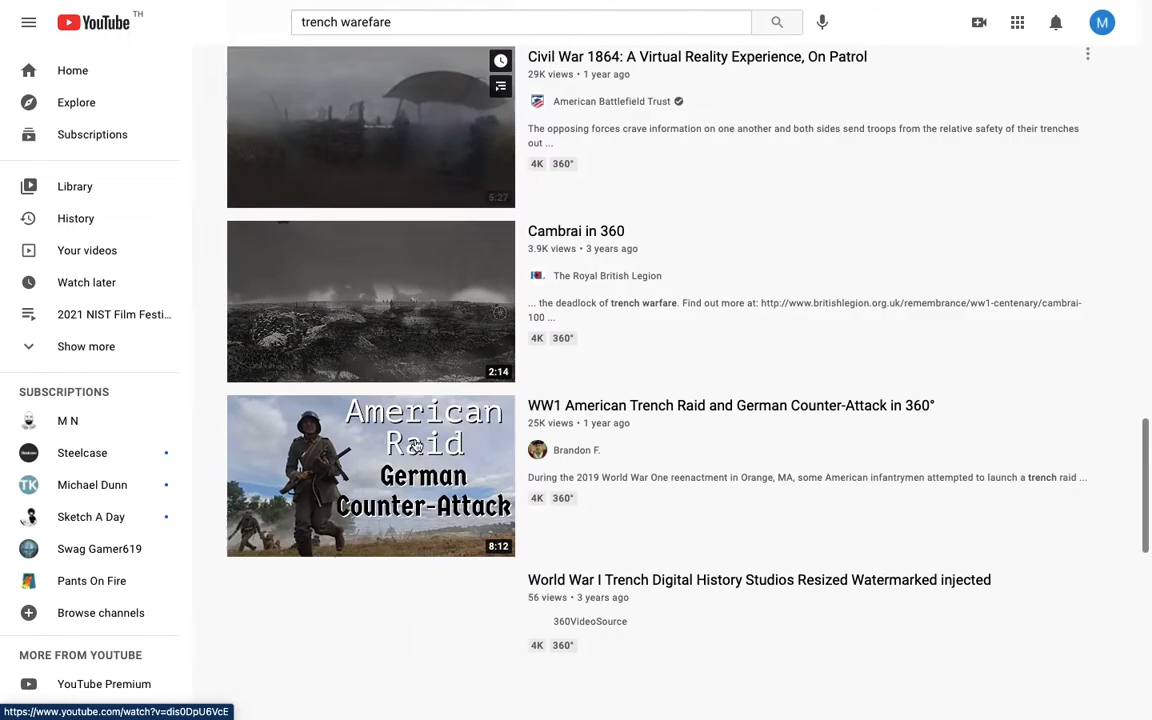 YouTube TH
trench warefare
M
Home
Explore
Subscriptions
Library
History
Your videos
Watch later
2021 NIST Film Festi...
Show more
SUBSCRIPTIONS
M N
Steelcase
Michael Dunn
Sketch A Day
Swag Gamer619
Pants On Fire
Browse channels
MORE FROM YOUTUBE
YouTube Premium
https://www.youtube.com/watch?v=dis0DpU6VcE
5:27
Civil War 1864: A Virtual Reality Experience, On Patrol
29K views • 1 year ago
American Battlefield Trust
The opposing forces crave information on one another and both sides send troops from the relative safety of their trenches
out ...
4K 360°
2:14
Cambrai in 360
3.9K views • 3 years ago
The Royal British Legion
... the deadlock of trench warfare. Find out more at: http://www.britishlegion.org.uk/remembrance/ww1-centenary/cambrai-
100 ...
4K 360°
American
Raid
German
Counter-Attack
8:12
WW1 American Trench Raid and German Counter-Attack in 360°
25K views • 1 year ago
Brandon F.
During the 2019 World War One reenactment in Orange, MA, some American infantrymen attempted to launch a trench raid ...
4K 360°
World War I Trench Digital History Studios Resized Watermarked injected
56 views • 3 years ago
360VideoSource
4K 360°